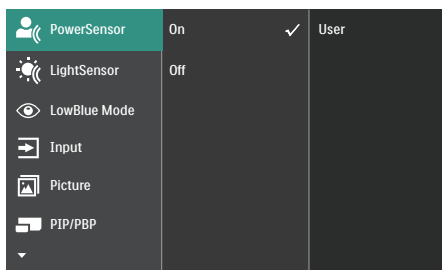 PowerSensor On User
LightSensor Off
LowBlue Mode
Input
Picture
PIP/PBP